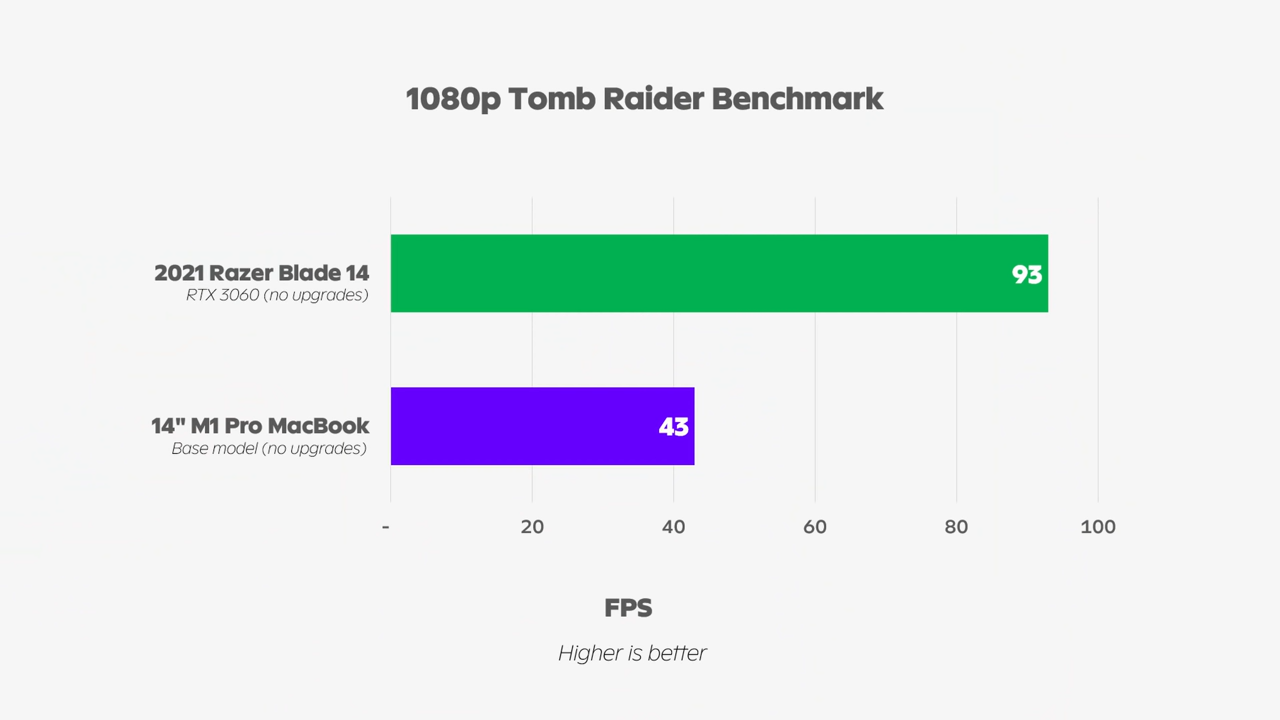 1080p Tomb Raider Benchmark
2021 Razer Blade 14
RTX 3060 (no upgrades)
93
14" M1 Pro MacBook
Base model (no upgrades)
43
- 20 40 60 80 100
FPS
Higher is better